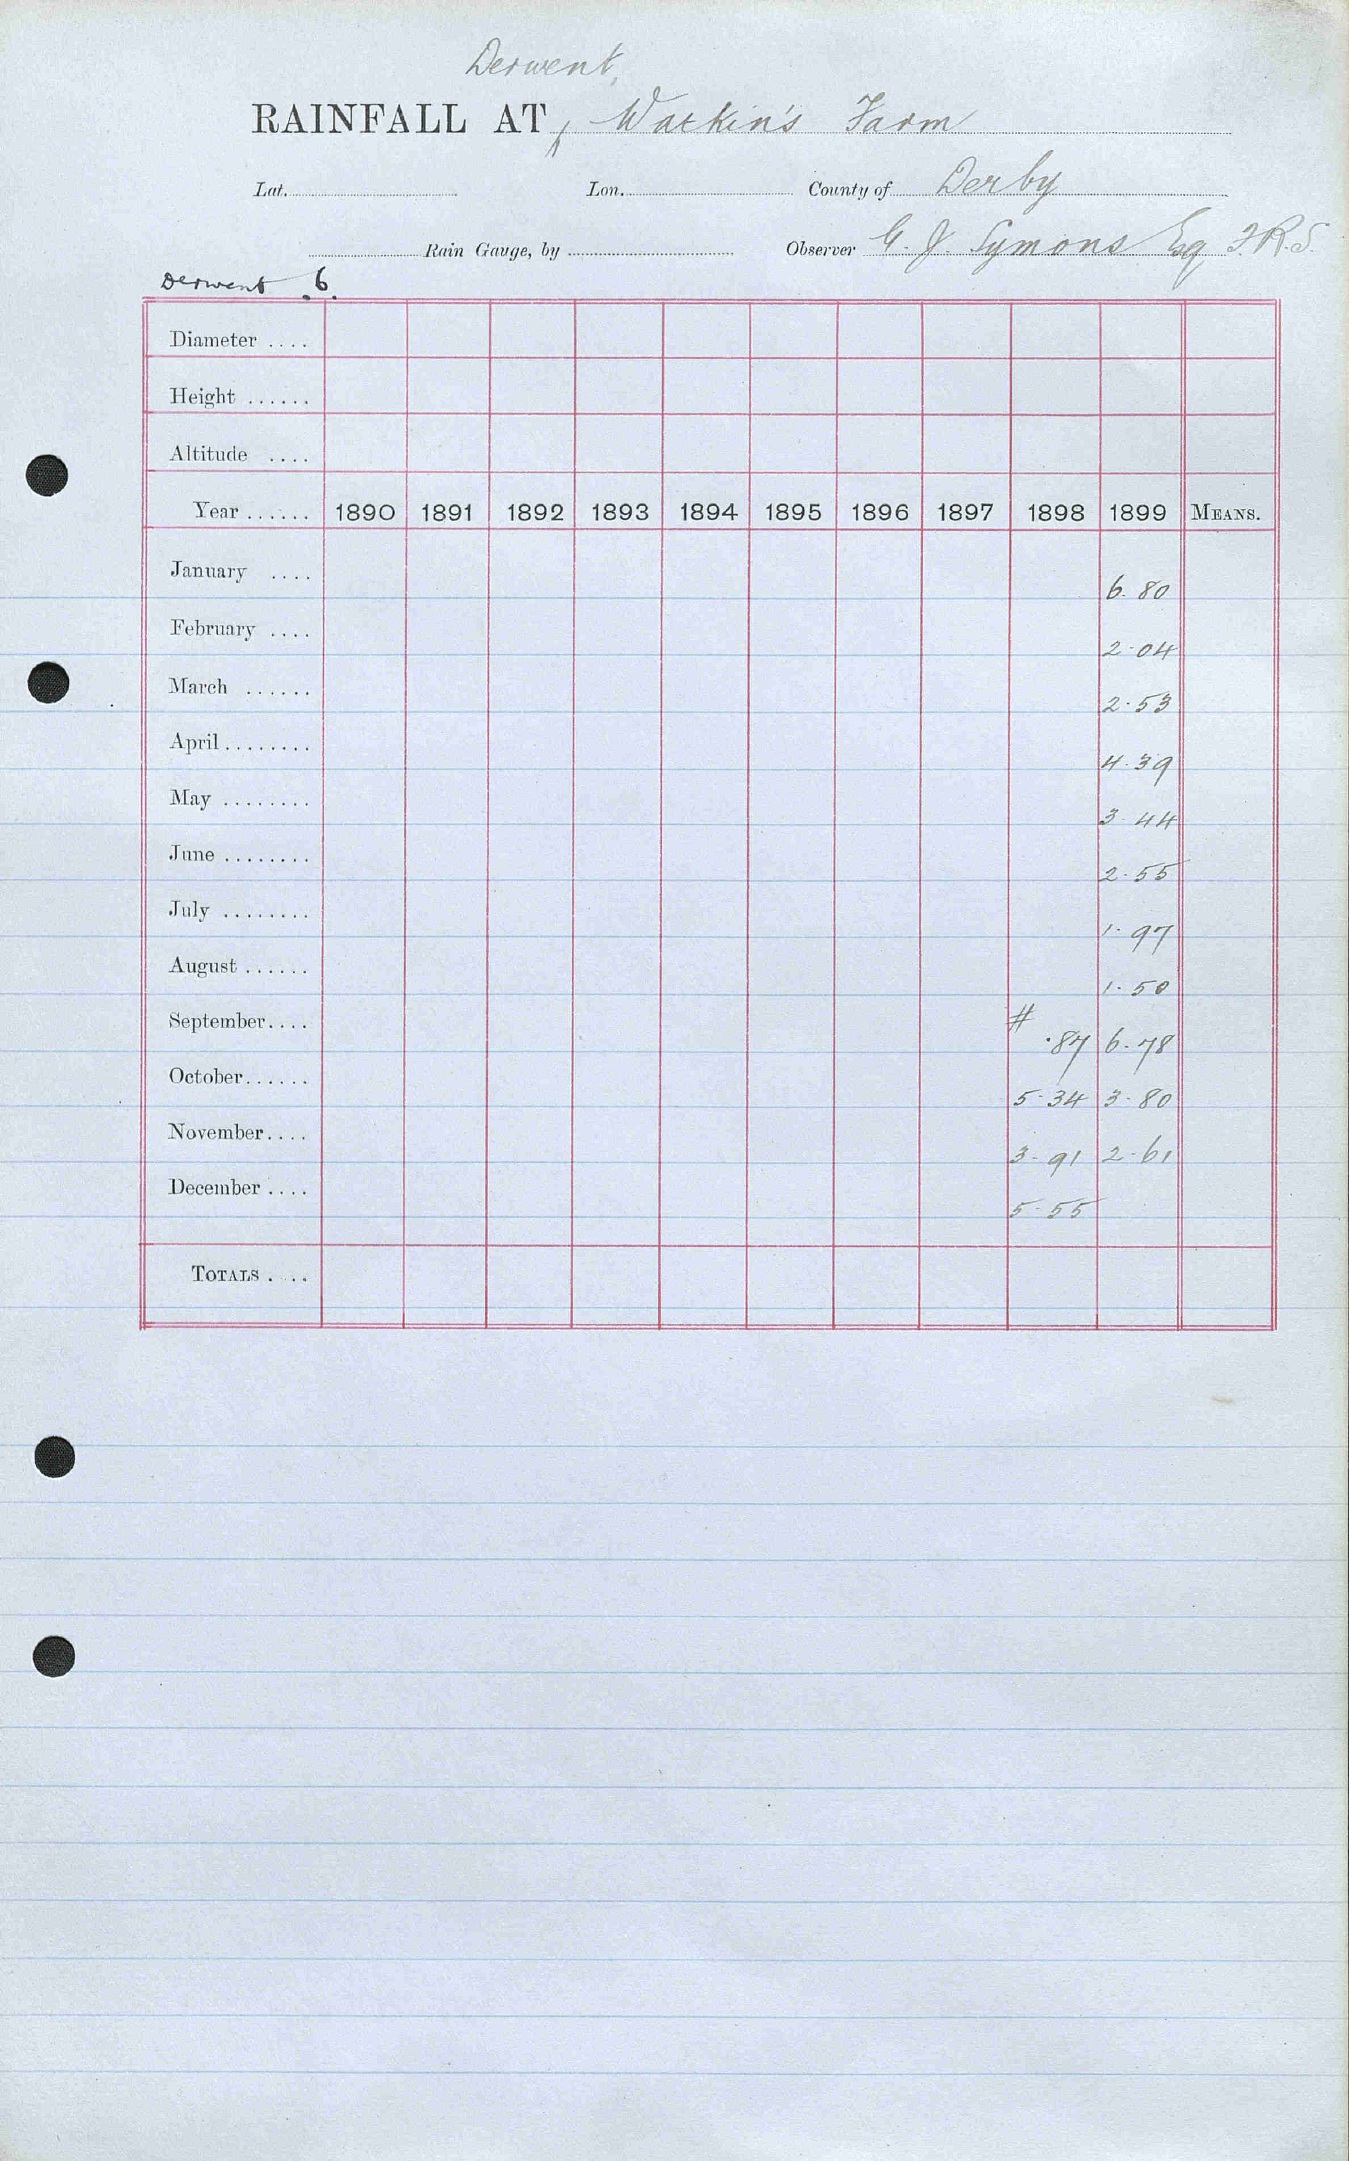 Derwent,
RAINFALL AT Watkin's Farm
Lat. Lon. County of Derby
Rain Gauge, by Observer G. J. Symons Esq F.R.S.
Derwent 6.
Diameter ....
Height ......
Altitude ....
Year ...... 1890 1891 1892 1893 1894 1895 1896 1897 1898 1899 MEANS.
January .... 6.80
February .... 2.04
March ...... 2.53
April ........ 4.39
May ........ 3.44
June ........ 2.55
July ........ 1.97
August ...... 1.50
September.... # .87 6.78
October...... 5.34 3.80
November.... 3.91 2.61
December .... 5.55
TOTALS ....